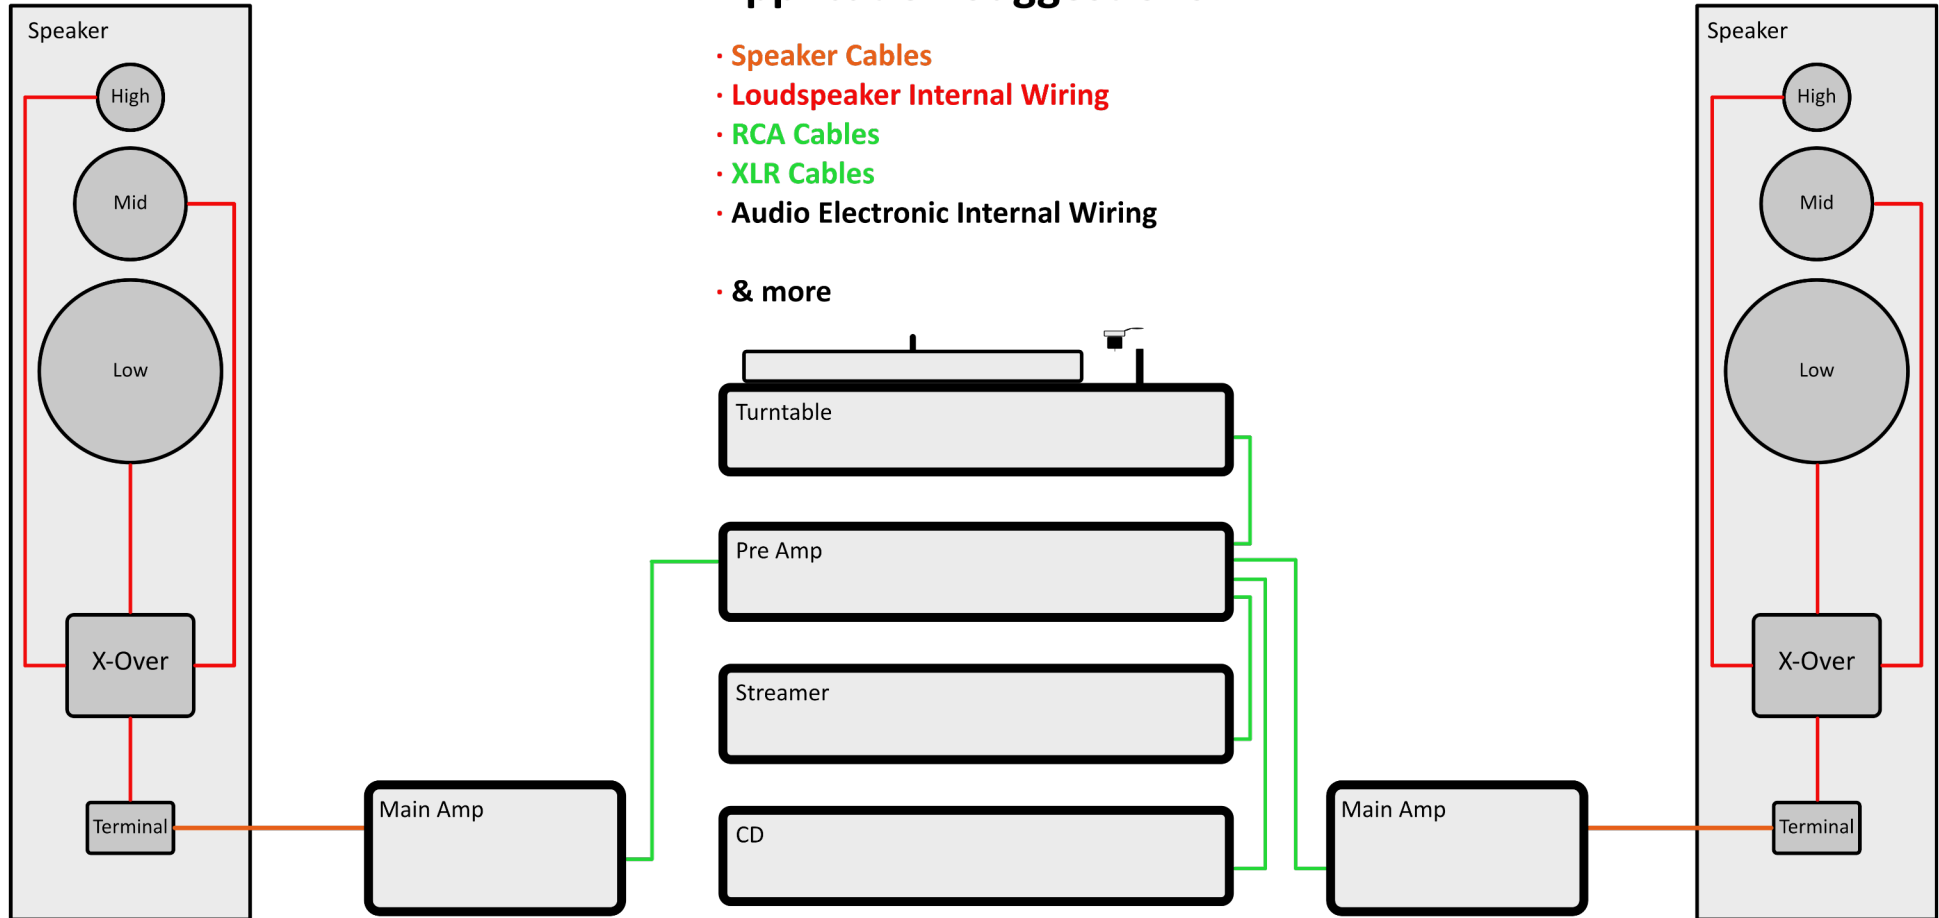 Speaker
High
Mid
Low
X-Over
Terminal
· Speaker Cables
· Loudspeaker Internal Wiring
· RCA Cables
· XLR Cables
· Audio Electronic Internal Wiring
· & more
Turntable
Pre Amp
Streamer
CD
Main Amp
Main Amp
Speaker
High
Mid
Low
X-Over
Terminal